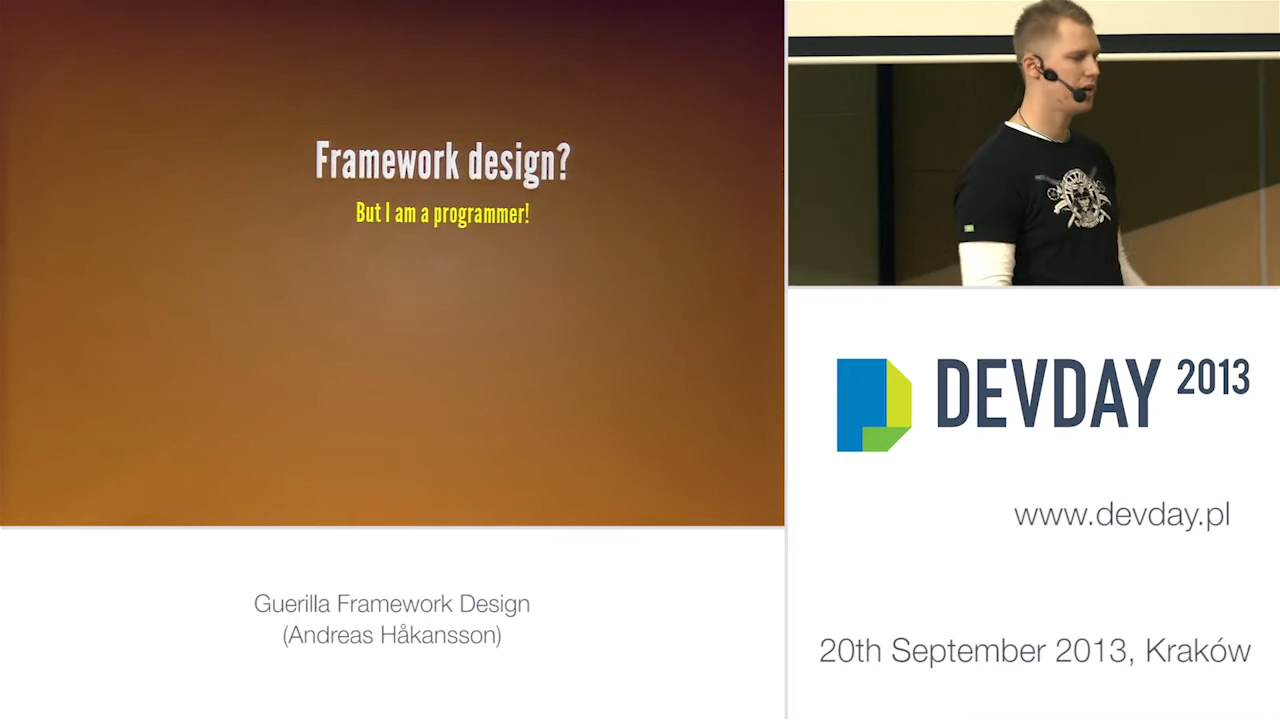 Framework design?
But I am a programmer!
Guerilla Framework Design
(Andreas Håkansson)
DEVDAY 2013
www.devday.pl
20th September 2013, Kraków